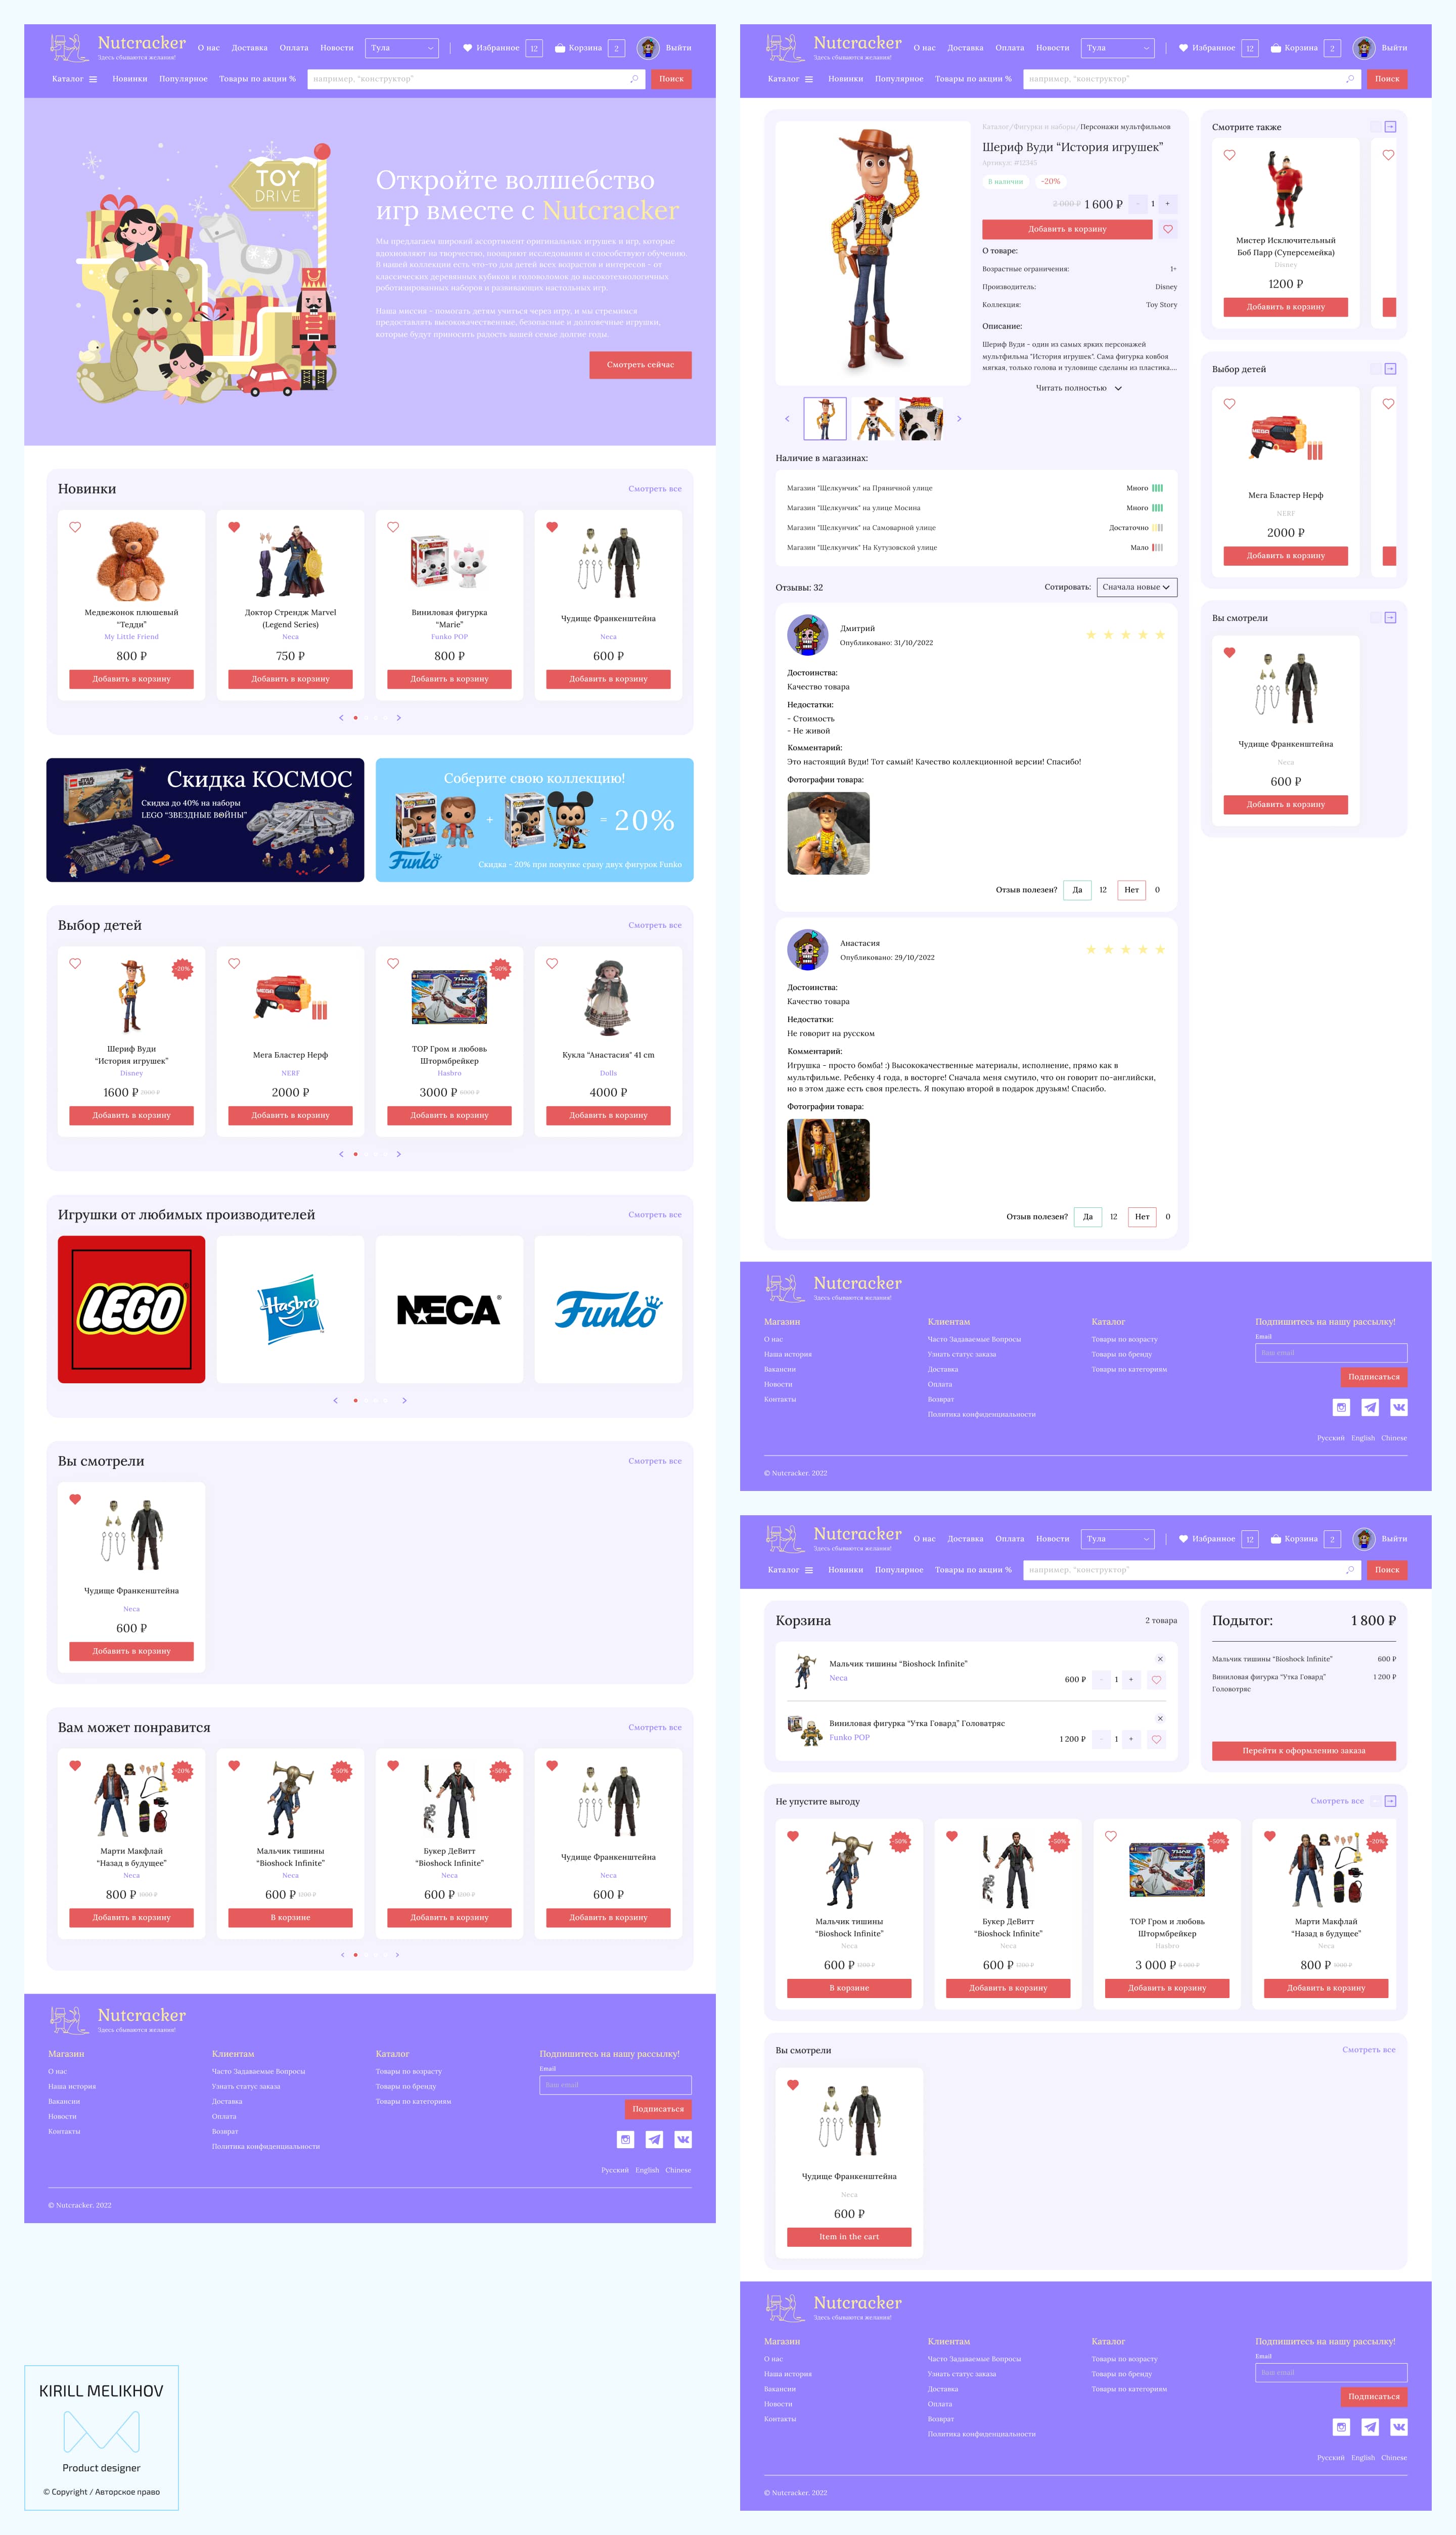 Nutcracker
Здесь сбываются желания!
О нас
Доставка
Оплата
Новости
Тула
Избранное
12
Корзина
2
Выйти
Каталог
Новинки
Популярное
Товары по акции %
например, “конструктор”
Поиск
TOY
DRIVE
Откройте волшебство
игр вместе с Nutcracker
Мы предлагаем широкий ассортимент оригинальных игрушек и игр, которые
вдохновляют на творчество, поощряют исследования и способствуют обучению.
В нашей коллекции есть что-то для детей всех возрастов и интересов - от
классических деревянных кубиков и головоломок до высокотехнологичных
роботизированных наборов и развивающих настольных игр.
Наша миссия - помогать детям учиться через игру, и мы стремимся
предоставлять высококачественные, безопасные и долговечные игрушки,
которые будут приносить радость вашей семье долгие годы.
Смотреть сейчас
Новинки
Смотреть все
Медвежонок плюшевый
“Тедди”
My Little Friend
800 ₽
Добавить в корзину
Доктор Стрендж Marvel
(Legend Series)
Neca
750 ₽
Добавить в корзину
Виниловая фигурка
“Marie”
Funko POP
800 ₽
Добавить в корзину
Чудище Франкенштейна
Neca
600 ₽
Добавить в корзину
Скидка КОСМОС
Скидка до 40% на наборы
LEGO “ЗВЕЗДНЫЕ ВОЙНЫ”
Соберите свою коллекцию!
+
= 20%
Funko
Скидка - 20% при покупке сразу двух фигурок Funko
Выбор детей
Смотреть все
-20%
Шериф Вуди
“История игрушек”
Disney
1600 ₽ 2000 ₽
Добавить в корзину
Мега Бластер Нерф
NERF
2000 ₽
Добавить в корзину
-50%
ТОР Гром и любовь
Штормбрейкер
Hasbro
3000 ₽ 6000 ₽
Добавить в корзину
Кукла “Анастасия” 41 cm
Dolls
4000 ₽
Добавить в корзину
Игрушки от любимых производителей
Смотреть все
LEGO
Hasbro
NECA
Funko
Вы смотрели
Смотреть все
Чудище Франкенштейна
Neca
600 ₽
Добавить в корзину
Вам может понравится
Смотреть все
-20%
Марти Макфлай
“Назад в будущее”
Neca
800 ₽
Добавить в корзину
-50%
Мальчик тишины
“Bioshock Infinite”
Neca
600 ₽ 1200 ₽
В корзине
-50%
Букер ДеВитт
“Bioshock Infinite”
Neca
600 ₽ 1200 ₽
Добавить в корзину
Чудище Франкенштейна
Neca
600 ₽
Добавить в корзину
Nutcracker
Здесь сбываются желания!
Магазин
О нас
Наша история
Вакансии
Новости
Контакты
Клиентам
Часто Задаваемые Вопросы
Узнать статус заказа
Доставка
Оплата
Возврат
Политика конфиденциальности
Каталог
Товары по возрасту
Товары по бренду
Товары по категориям
Подпишитесь на нашу рассылку!
Email
Ваш email
Подписаться
Русский English Chinese
© Nutcracker. 2022
KIRILL MELIKHOV
Product designer
© Copyright / Авторское право
Nutcracker
Здесь сбываются желания!
О нас
Доставка
Оплата
Новости
Тула
Избранное
12
Корзина
2
Выйти
Каталог
Новинки
Популярное
Товары по акции %
например, “конструктор”
Поиск
Каталог/Фигурки и наборы/Персонажи мультфильмов
Шериф Вуди “История игрушек”
Артикул: #12345
В наличии
-20%
2 000 ₽ 1 600 ₽
- 1 +
Добавить в корзину
О товаре:
Возрастные ограничения:
1+
Производитель:
Disney
Коллекция:
Toy Story
Описание:
Шериф Вуди - один из самых ярких персонажей
мультфильма "История игрушек". Сама фигурка ковбоя
мягкая, только голова и туловище сделаны из пластика....
Читать полностью
Наличие в магазинах:
Магазин "Щелкунчик" на Пряничной улице
Много
Магазин "Щелкунчик" на улице Мосина
Много
Магазин "Щелкунчик" на Самоварной улице
Достаточно
Магазин "Щелкунчик" На Кутузовской улице
Мало
Отзывы: 32
Сотировать:
Сначала новые
Дмитрий
Опубликовано: 31/10/2022
Достоинства:
Качество товара
Недостатки:
- Стоимость
- Не живой
Комментарий:
Это настоящий Вуди! Тот самый! Качество коллекционной версии! Спасибо!
Фотографии товара:
Отзыв полезен?
Да
12
Нет
0
Анастасия
Опубликовано: 29/10/2022
Достоинства:
Качество товара
Недостатки:
Не говорит на русском
Комментарий:
Игрушка - просто бомба! :) Высококачественные материалы, исполнение, прямо как в
мультфильме. Ребенку 4 года, в восторге! Сначала меня смутило, что он говорит по-английски,
но в этом даже есть своя прелесть. Я покупаю второй в подарок друзьям! Спасибо.
Фотографии товара:
Отзыв полезен?
Да
12
Нет
0
Смотрите также
Мистер Исключительный
Боб Парр (Суперсемейка)
Disney
1200 ₽
Добавить в корзину
Выбор детей
Мега Бластер Нерф
NERF
2000 ₽
Добавить в корзину
Вы смотрели
Чудище Франкенштейна
Neca
600 ₽
Добавить в корзину
Nutcracker
Здесь сбываются желания!
Магазин
О нас
Наша история
Вакансии
Новости
Контакты
Клиентам
Часто Задаваемые Вопросы
Узнать статус заказа
Доставка
Оплата
Возврат
Политика конфиденциальности
Каталог
Товары по возрасту
Товары по бренду
Товары по категориям
Подпишитесь на нашу рассылку!
Email
Ваш email
Подписаться
Русский English Chinese
© Nutcracker. 2022
Nutcracker
Здесь сбываются желания!
О нас
Доставка
Оплата
Новости
Тула
Избранное
12
Корзина
2
Выйти
Каталог
Новинки
Популярное
Товары по акции %
например, “конструктор”
Поиск
Корзина
2 товара
Мальчик тишины “Bioshock Infinite”
Neca
600 ₽
- 1 +
Виниловая фигурка “Утка Говард” Головатряс
Funko POP
1 200 ₽
- 1 +
Подытог:
1 800 ₽
Мальчик тишины “Bioshock Infinite”
600 ₽
Виниловая фигурка “Утка Говард”
1 200 ₽
Головотряс
Перейти к оформлению заказа
Не упустите выгоду
Смотреть все
-50%
Мальчик тишины
“Bioshock Infinite”
Neca
600 ₽ 1200 ₽
В корзине
-50%
Букер ДеВитт
“Bioshock Infinite”
Neca
600 ₽ 1200 ₽
Добавить в корзину
-50%
ТОР Гром и любовь
Штормбрейкер
Hasbro
3 000 ₽ 6 000 ₽
Добавить в корзину
-20%
Марти Макфлай
“Назад в будущее”
Neca
800 ₽
Добавить в корзину
Вы смотрели
Смотреть все
Чудище Франкенштейна
Neca
600 ₽
Item in the cart
Nutcracker
Здесь сбываются желания!
Магазин
О нас
Наша история
Вакансии
Новости
Контакты
Клиентам
Часто Задаваемые Вопросы
Узнать статус заказа
Доставка
Оплата
Возврат
Политика конфиденциальности
Каталог
Товары по возрасту
Товары по бренду
Товары по категориям
Подпишитесь на нашу рассылку!
Email
Ваш email
Подписаться
Русский English Chinese
© Nutcracker. 2022